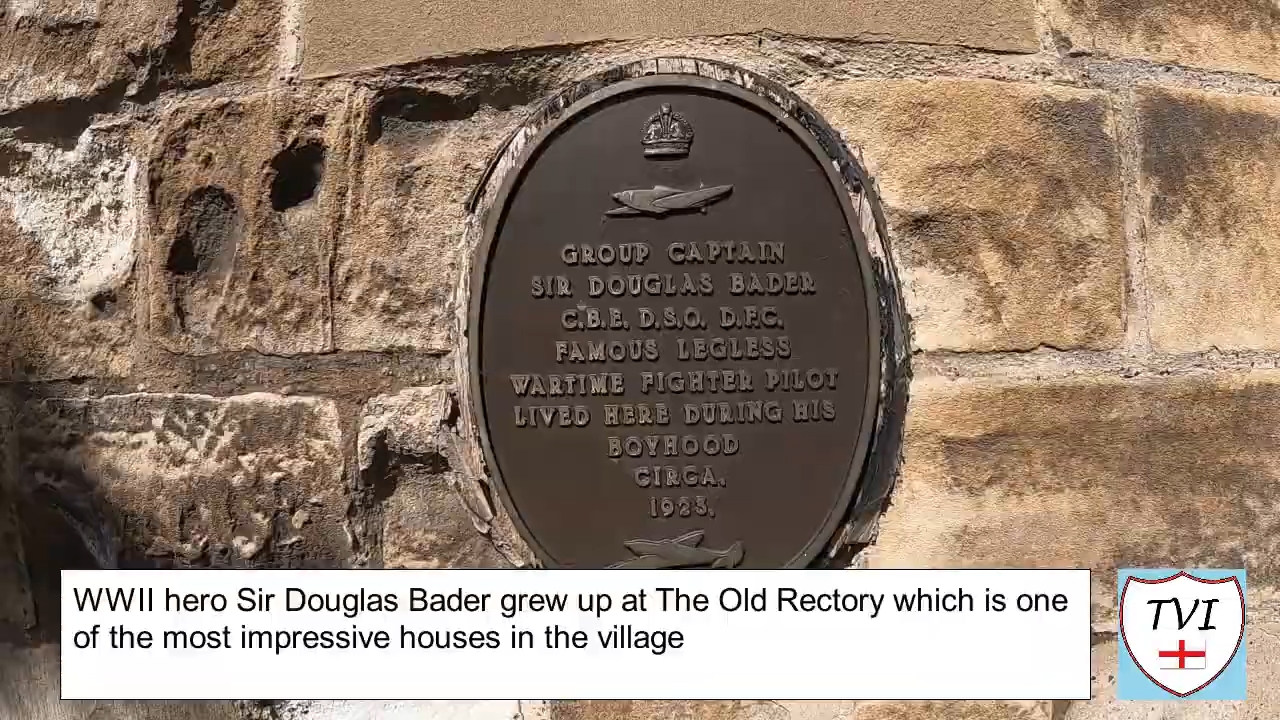 GROUP CAPTAIN
SIR DOUGLAS BADER
C.B.E. D.S.O. D.F.C.
FAMOUS LEGLESS
WARTIME FIGHTER PILOT
LIVED HERE DURING HIS
BOYHOOD
CIRCA.
1923.
WWII hero Sir Douglas Bader grew up at The Old Rectory which is one
of the most impressive houses in the village
TVI